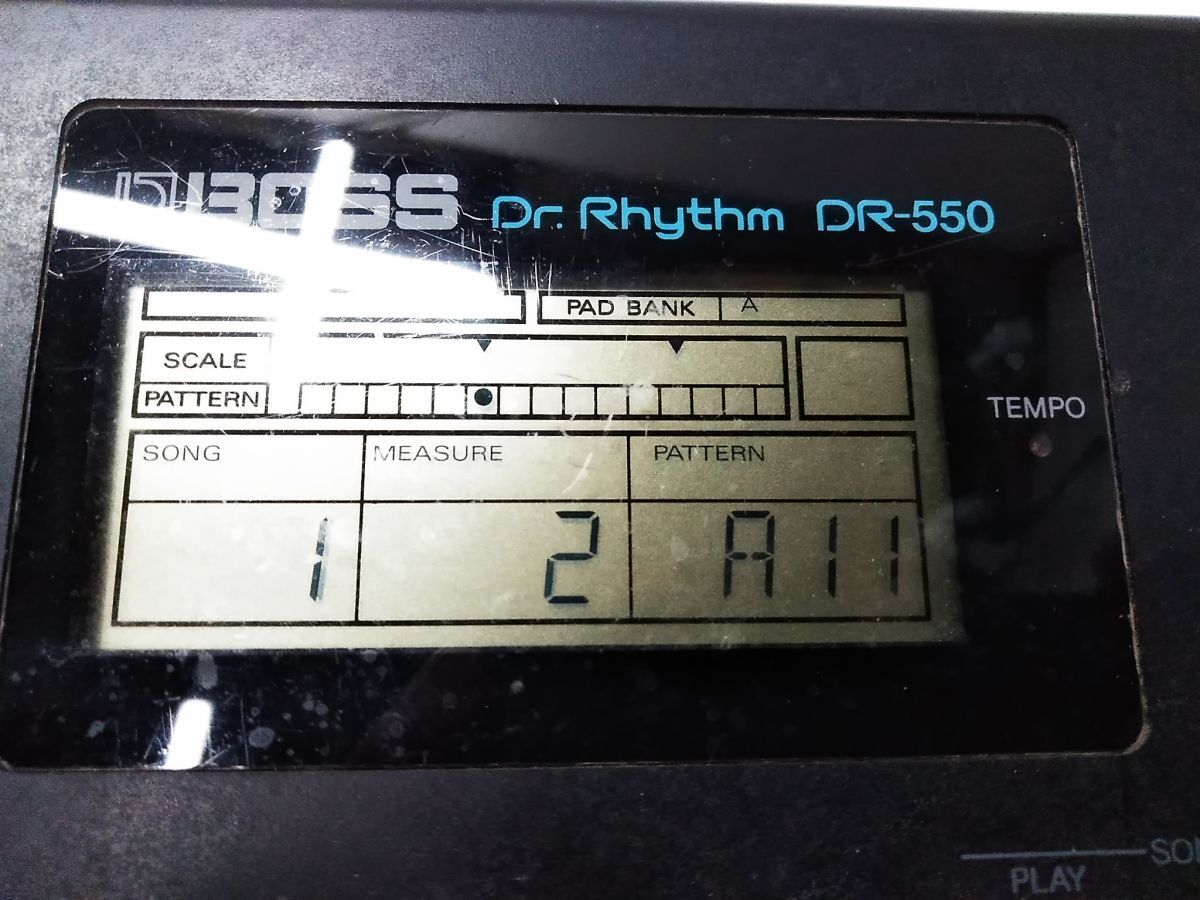 BOSS Dr. Rhythm DR-550
PAD BANK A
SCALE
PATTERN
TEMPO
SONG MEASURE PATTERN
1 2 A11
PLAY